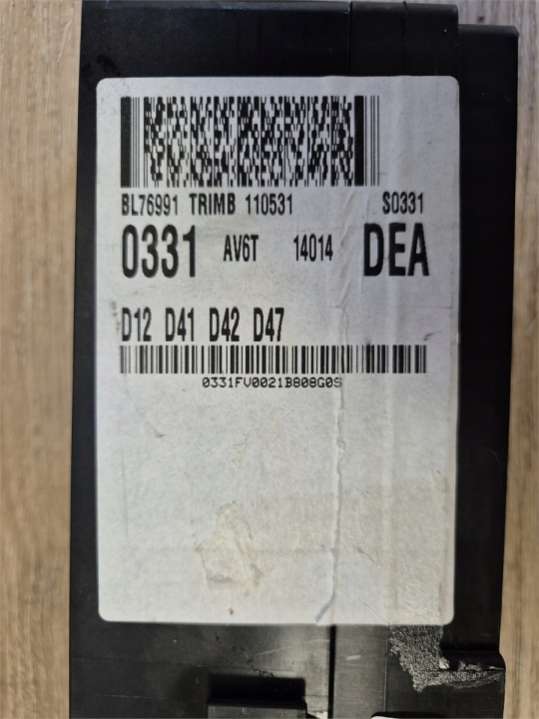 BL76991 TRIMB 110531 S0331
0331 AV6T 14014 DEA
D12 D41 D42 D47
0331FV0021B808G0S